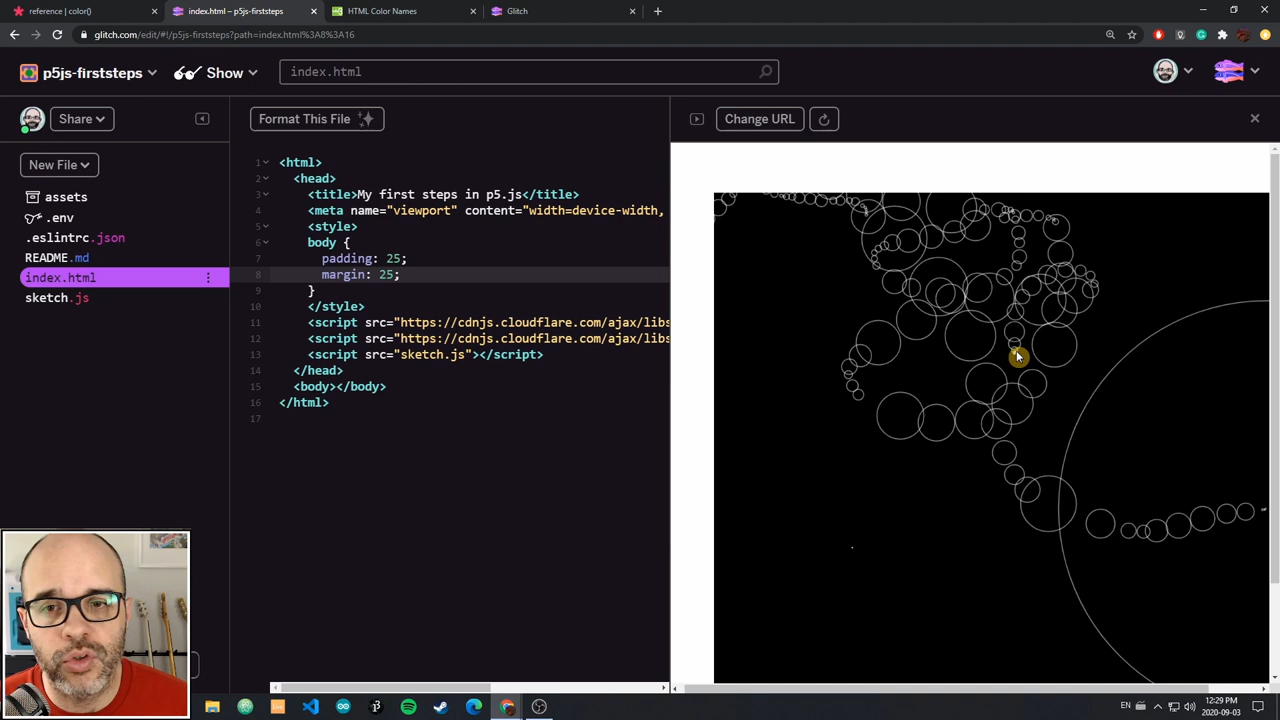 reference | color()
index.html – p5js-firststeps
HTML Color Names
Glitch
glitch.com/edit/#!/p5js-firststeps?path=index.html%3A8%3A16
p5js-firststeps
Show
index.html
Share
Format This File
Change URL
New File
assets
.env
.eslintrc.json
README.md
index.html
sketch.js
1 <html>
2 <head>
3 <title>My first steps in p5.js</title>
4 <meta name="viewport" content="width=device-width,
5 <style>
6 body {
7 padding: 25;
8 margin: 25;
9 }
10 </style>
11 <script src="https://cdnjs.cloudflare.com/ajax/libs
12 <script src="https://cdnjs.cloudflare.com/ajax/libs
13 <script src="sketch.js"></script>
14 </head>
15 <body></body>
16 </html>
17
EN
12:29 PM
2020-09-03